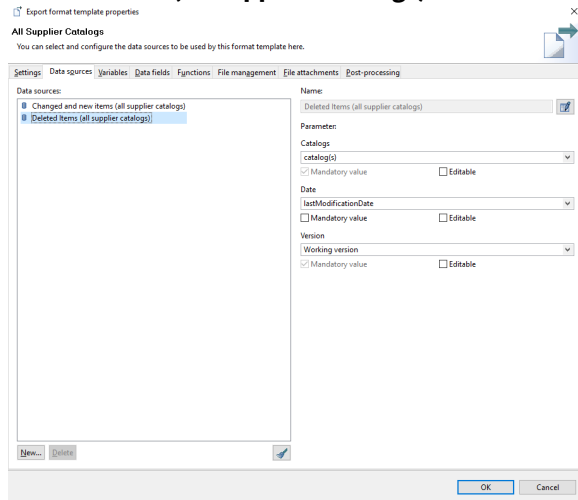 Export format template properties
All Supplier Catalogs
You can select and configure the data sources to be used by this format template here.
Settings Data sources Variables Data fields Functions File management File attachments Post-processing
Data sources:
Changed and new items (all supplier catalogs)
Deleted Items (all supplier catalogs)
New... Delete
Name:
Deleted Items (all supplier catalogs)
Parameter:
Catalogs
catalog(s)
Mandatory value Editable
Date
lastModificationDate
Mandatory value Editable
Version
Working version
Mandatory value Editable
OK Cancel